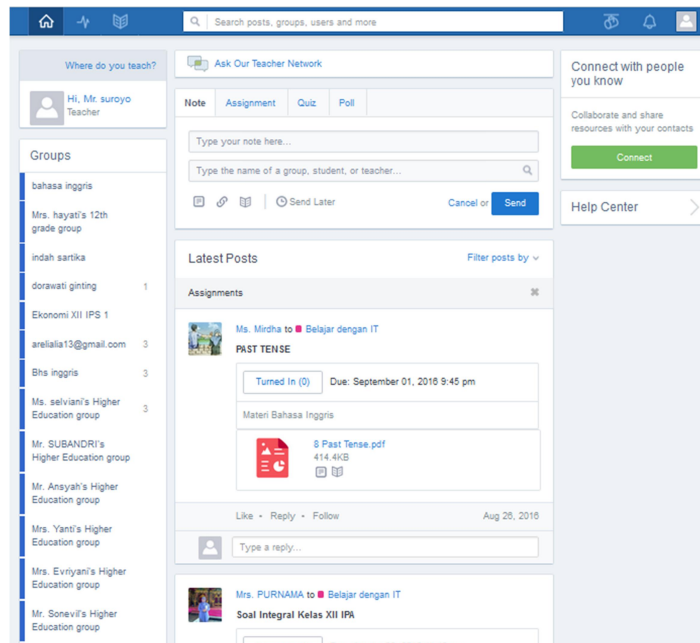 Search posts, groups, users and more
Where do you teach?
Hi, Mr. suroyo
Teacher
Groups
bahasa inggris
Mrs. hayati's 12th
grade group
indah sartika
dorawati ginting 1
Ekonomi XII IPS 1
arelialia13@gmail.com 3
Bhs inggris 3
Ms. selviani's Higher
Education group 3
Mr. SUBANDRI's
Higher Education group
Mr. Ansyah's Higher
Education group
Mrs. Yanti's Higher
Education group
Mrs. Evriyani's Higher
Education group
Mr. Sonevil's Higher
Education group
Ask Our Teacher Network
Note Assignment Quiz Poll
Type your note here...
Type the name of a group, student, or teacher...
Send Later Cancel or Send
Latest Posts Filter posts by
Assignments
Ms. Mirdha to Belajar dengan IT
PAST TENSE
Turned In (0) Due: September 01, 2016 9:45 pm
Materi Bahasa Inggris
8 Past Tense.pdf
414.4KB
Like • Reply • Follow Aug 26, 2016
Type a reply...
Mrs. PURNAMA to Belajar dengan IT
Soal Integral Kelas XII IPA
Connect with people
you know
Collaborate and share
resources with your contacts
Connect
Help Center